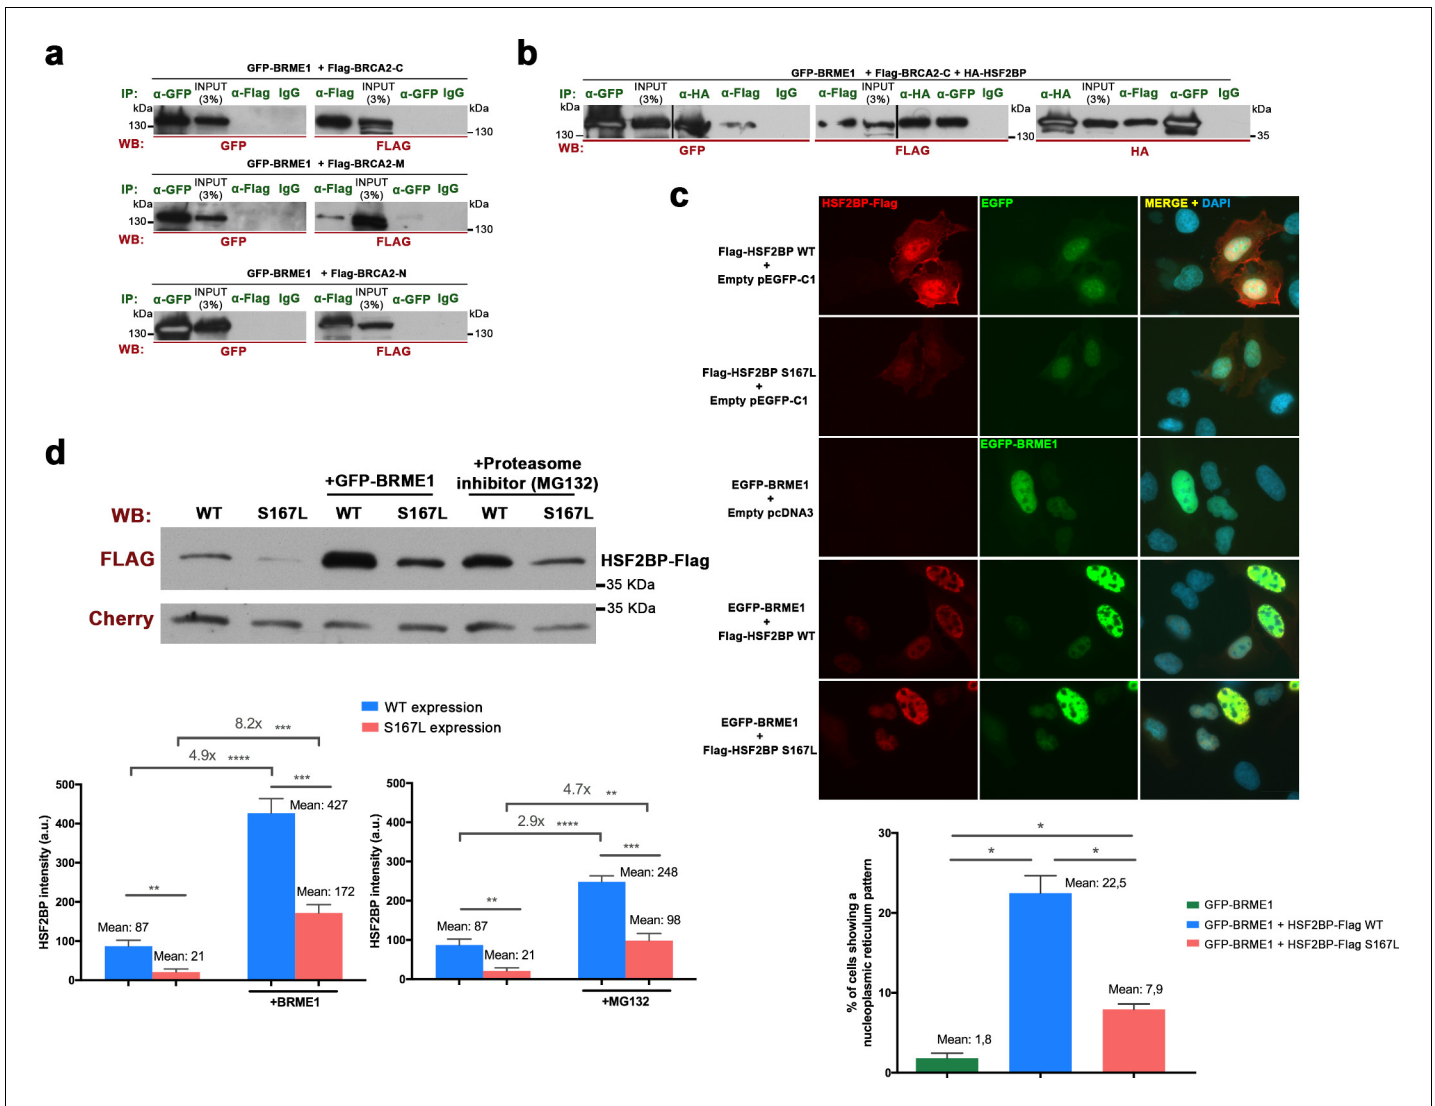 a
GFP-BRME1 + Flag-BRCA2-C
IP: α-GFP INPUT (3%) α-Flag IgG α-Flag INPUT (3%) α-GFP IgG
kDa kDa
130 130
WB: GFP FLAG
GFP-BRME1 + Flag-BRCA2-M
IP: α-GFP INPUT (3%) α-Flag IgG α-Flag INPUT (3%) α-GFP IgG
kDa kDa
130 130
WB: GFP FLAG
GFP-BRME1 + Flag-BRCA2-N
IP: α-GFP INPUT (3%) α-Flag IgG α-Flag INPUT (3%) α-GFP IgG
kDa kDa
130 130
WB: GFP FLAG
b
GFP-BRME1 + Flag-BRCA2-C + HA-HSF2BP
IP: α-GFP INPUT (3%) α-HA α-Flag IgG α-Flag INPUT (3%) α-HA α-GFP IgG α-HA INPUT (3%) α-Flag α-GFP IgG
kDa kDa kDa
130 130 35
WB: GFP FLAG HA
c
HSF2BP-Flag EGFP MERGE + DAPI
Flag-HSF2BP WT
+
Empty pEGFP-C1
Flag-HSF2BP S167L
+
Empty pEGFP-C1
EGFP-BRME1
EGFP-BRME1
+
Empty pcDNA3
EGFP-BRME1
+
Flag-HSF2BP WT
EGFP-BRME1
+
Flag-HSF2BP S167L
30
20
10
0
% of cells showing a
nucleoplasmic reticulum pattern
*
* *
Mean: 22,5
Mean: 7,9
Mean: 1,8
GFP-BRME1
GFP-BRME1 + HSF2BP-Flag WT
GFP-BRME1 + HSF2BP-Flag S167L
d
+GFP-BRME1
+Proteasome
inhibitor (MG132)
WB: WT S167L WT S167L WT S167L
FLAG HSF2BP-Flag
35 KDa
35 KDa
Cherry
WT expression
S167L expression
8.2x ***
4.9x ****
***
**
500
400
300
200
100
0
HSF2BP intensity (a.u.)
Mean: 427
Mean: 172
Mean: 87
Mean: 21
+BRME1
4.7x **
2.9x ****
***
**
500
400
300
200
100
0
HSF2BP intensity (a.u.)
Mean: 248
Mean: 98
Mean: 87
Mean: 21
+MG132